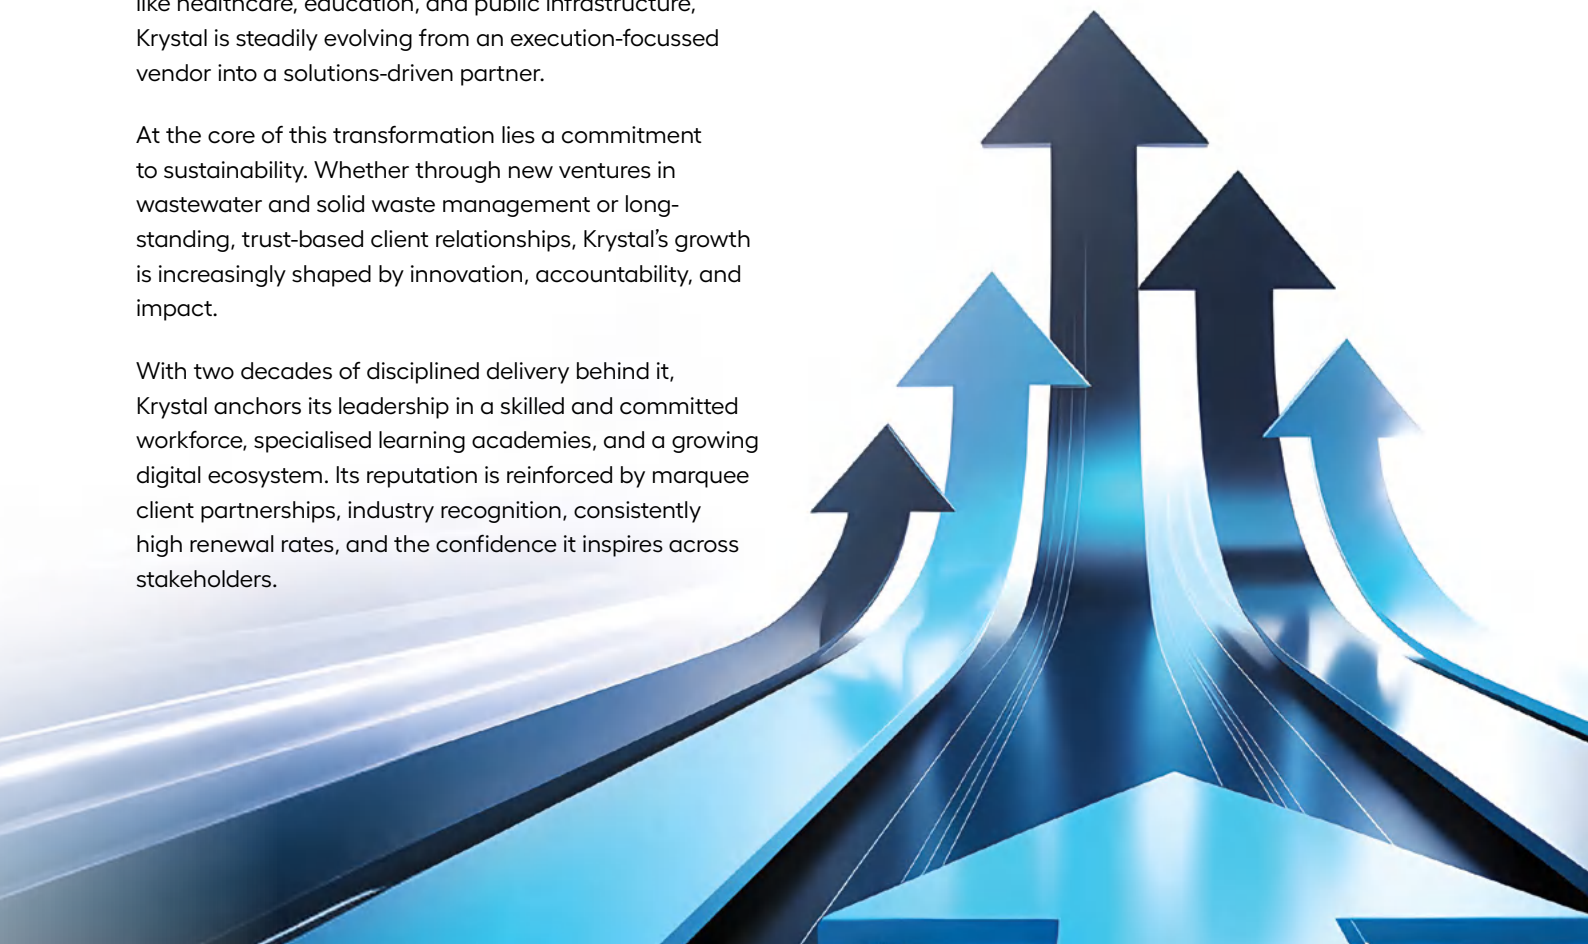 like healthcare, education, and public infrastructure,
Krystal is steadily evolving from an execution-focussed
vendor into a solutions-driven partner.
At the core of this transformation lies a commitment
to sustainability. Whether through new ventures in
wastewater and solid waste management or long-
standing, trust-based client relationships, Krystal’s growth
is increasingly shaped by innovation, accountability, and
impact.
With two decades of disciplined delivery behind it,
Krystal anchors its leadership in a skilled and committed
workforce, specialised learning academies, and a growing
digital ecosystem. Its reputation is reinforced by marquee
client partnerships, industry recognition, consistently
high renewal rates, and the confidence it inspires across
stakeholders.